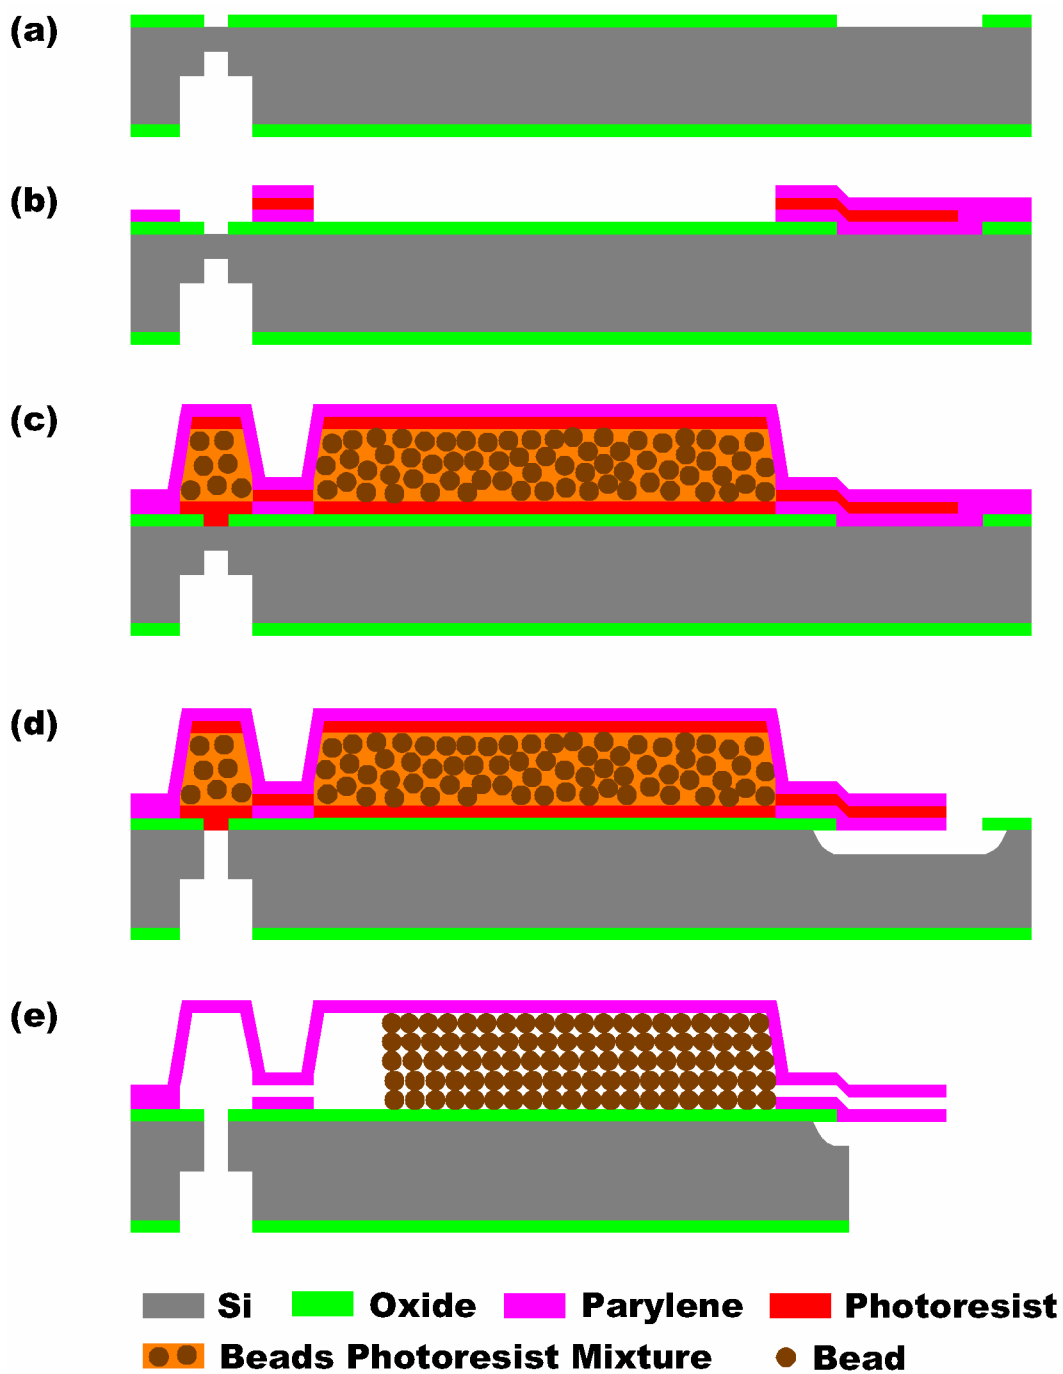 (a)
(b)
(c)
(d)
(e)
Si Oxide Parylene Photoresist
Beads Photoresist Mixture Bead